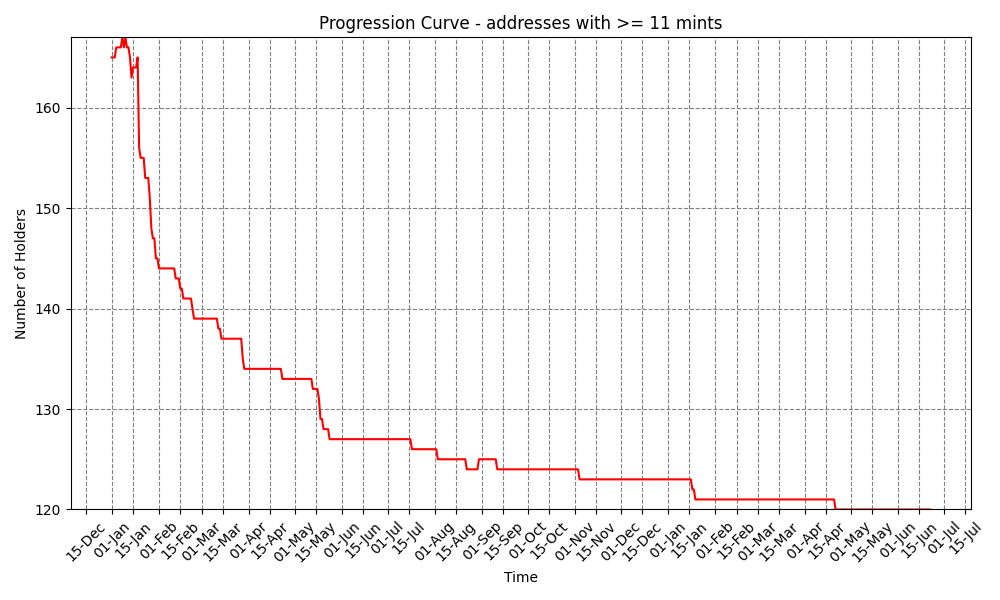 Progression Curve - addresses with >= 11 mints
Number of Holders
160
150
140
130
120
15-Dec
01-Jan
15-Jan
01-Feb
15-Feb
01-Mar
15-Mar
01-Apr
15-Apr
01-May
15-May
01-Jun
15-Jun
01-Jul
15-Jul
01-Aug
15-Aug
01-Sep
15-Sep
01-Oct
15-Oct
01-Nov
15-Nov
01-Dec
15-Dec
01-Jan
15-Jan
01-Feb
15-Feb
01-Mar
15-Mar
01-Apr
15-Apr
01-May
15-May
01-Jun
15-Jun
01-Jul
15-Jul
Time